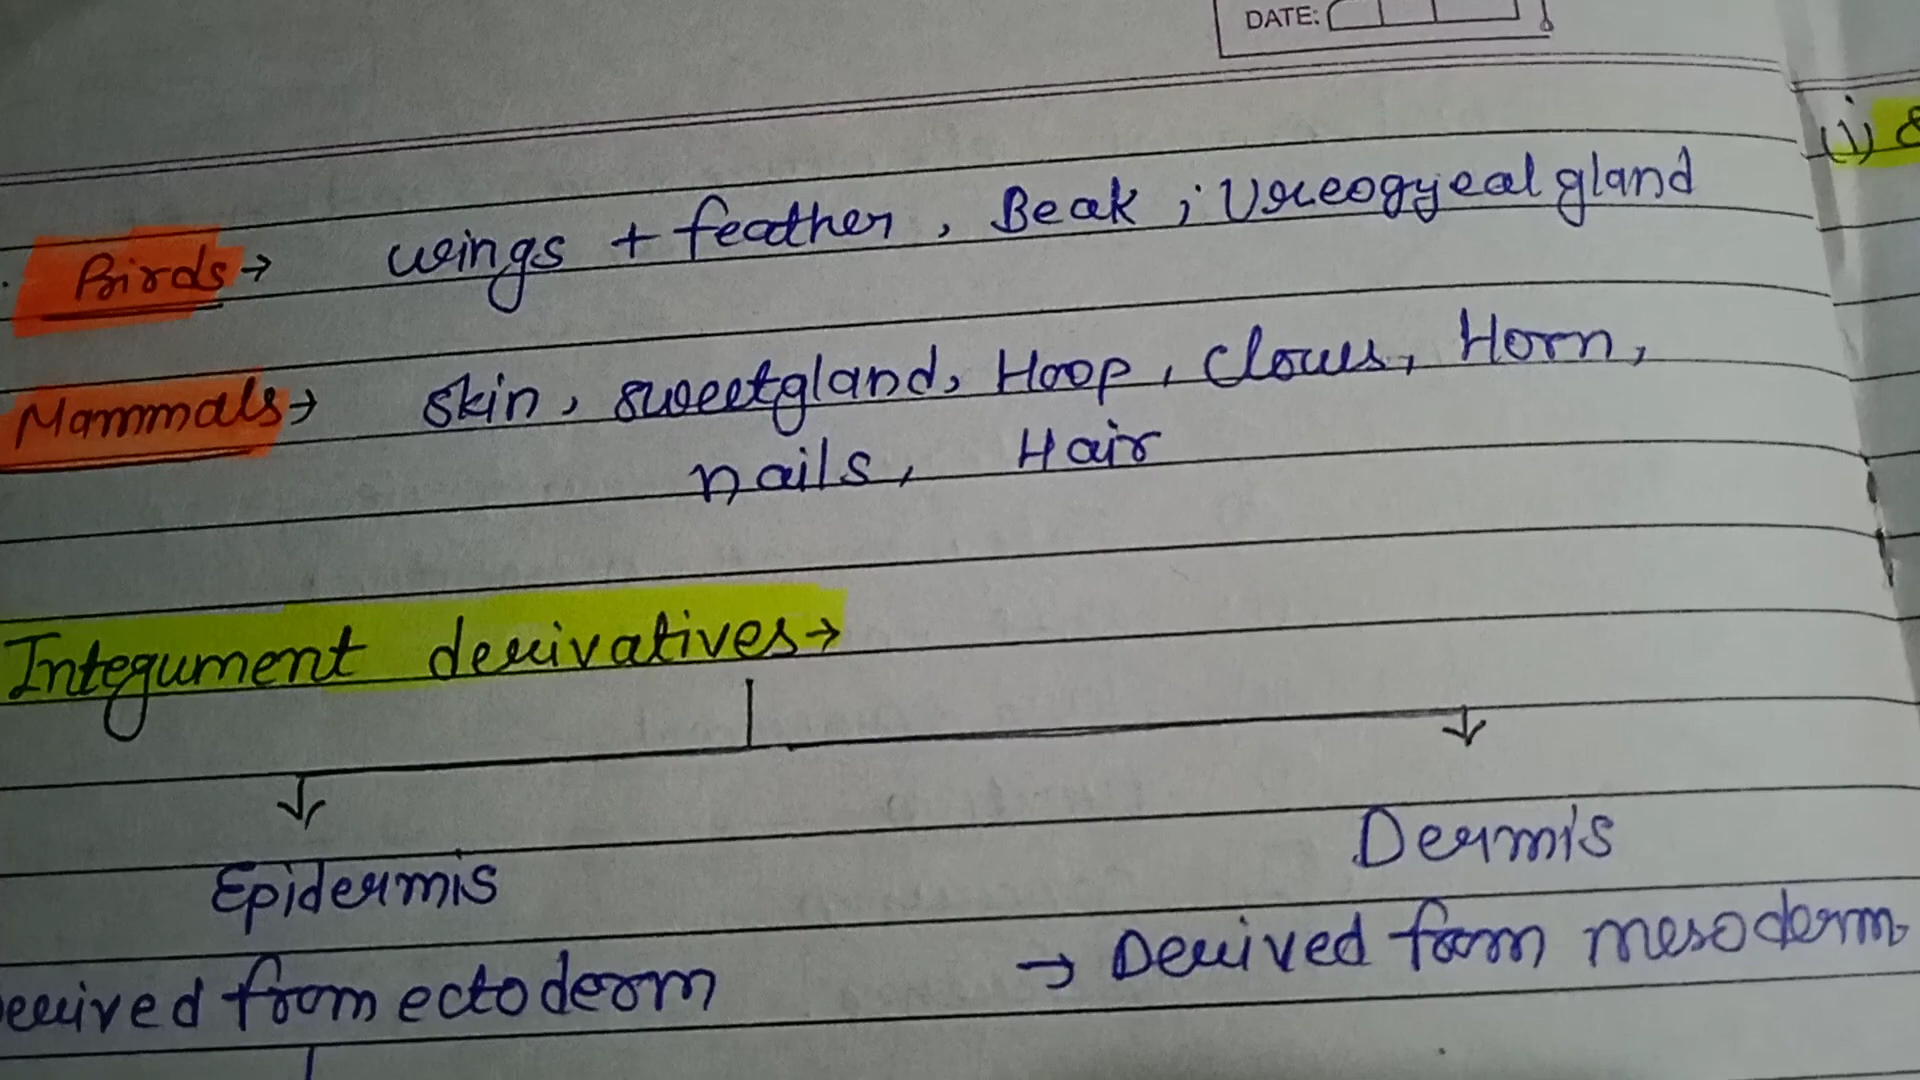 DATE:
(i)
Birds → wings + feather, Beak, Ureogyeal gland
Mammals → skin, sweetgland, Hoop, Clows, Horn,
nails, Hair
Integument derivatives →
Epidermis
Dermis
erived from ectoderm
→ Derived from mesoderm